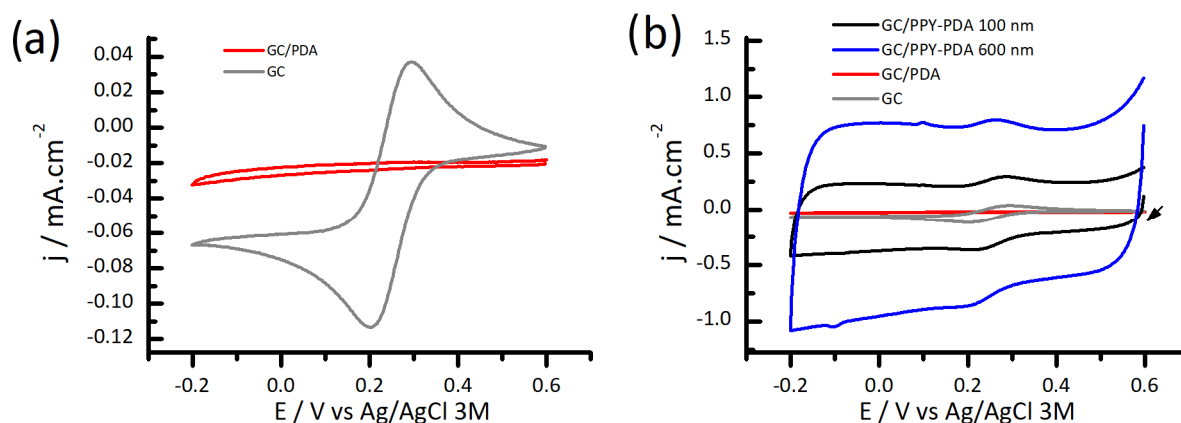 (a)
GC/PDA
GC
0.04
0.02
0.00
-0.02
-0.04
-0.06
-0.08
-0.10
-0.12
j / mA.cm⁻²
-0.2
0.0
0.2
0.4
0.6
E / V vs Ag/AgCl 3M
(b)
GC/PPY-PDA 100 nm
GC/PPY-PDA 600 nm
GC/PDA
GC
1.5
1.0
0.5
0.0
-0.5
-1.0
j / mA.cm⁻²
-0.2
0.0
0.2
0.4
0.6
E / V vs Ag/AgCl 3M